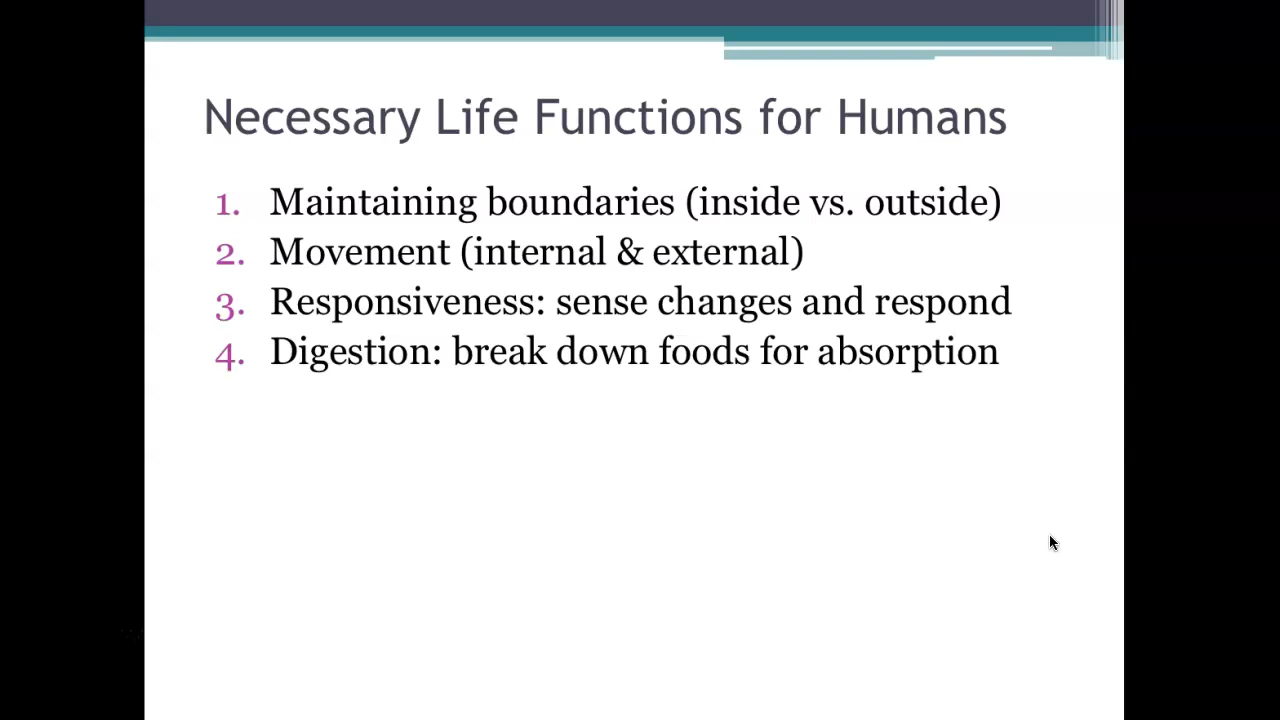 Necessary Life Functions for Humans
1. Maintaining boundaries (inside vs. outside)
2. Movement (internal & external)
3. Responsiveness: sense changes and respond
4. Digestion: break down foods for absorption